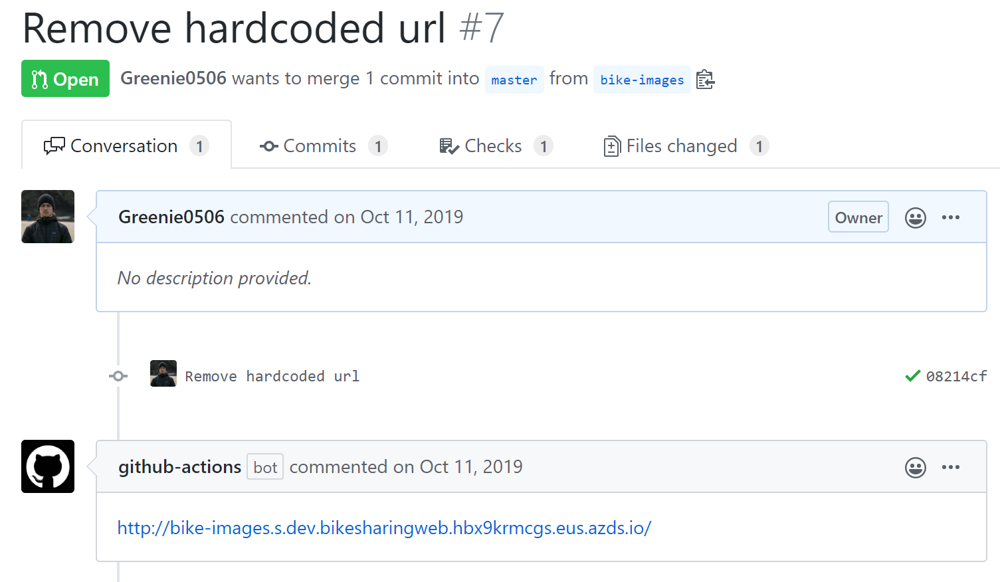 Remove hardcoded url #7
Open Greenie0506 wants to merge 1 commit into master from bike-images
Conversation 1 Commits 1 Checks 1 Files changed 1
Greenie0506 commented on Oct 11, 2019 Owner
No description provided.
Remove hardcoded url 08214cf
github-actions bot commented on Oct 11, 2019
http://bike-images.s.dev.bikesharingweb.hbx9krmcgs.eus.azds.io/